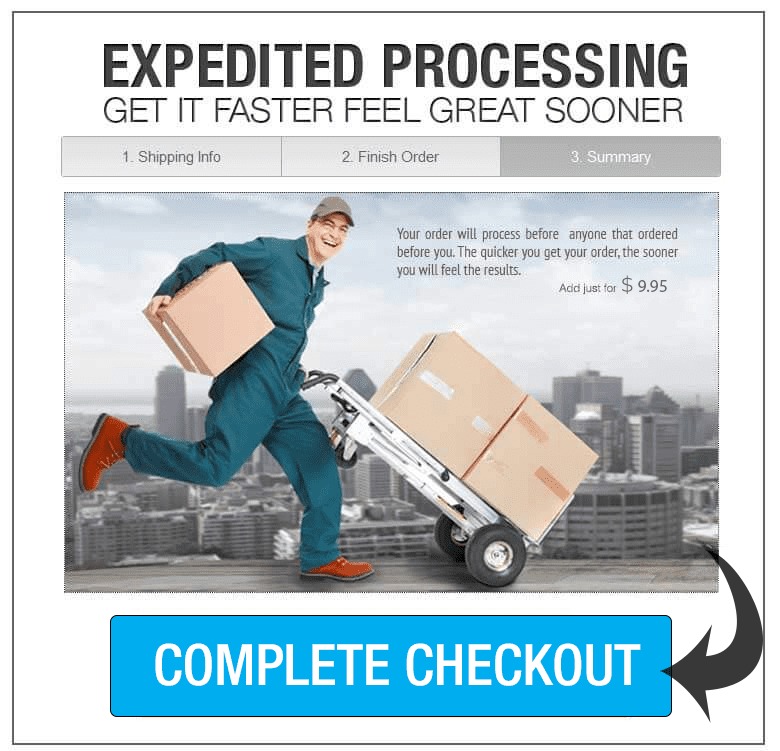 EXPEDITED PROCESSING
GET IT FASTER FEEL GREAT SOONER
1. Shipping Info
2. Finish Order
3. Summary
Your order will process before anyone that ordered
before you. The quicker you get your order, the sooner
you will feel the results.
Add just for $ 9.95
COMPLETE CHECKOUT